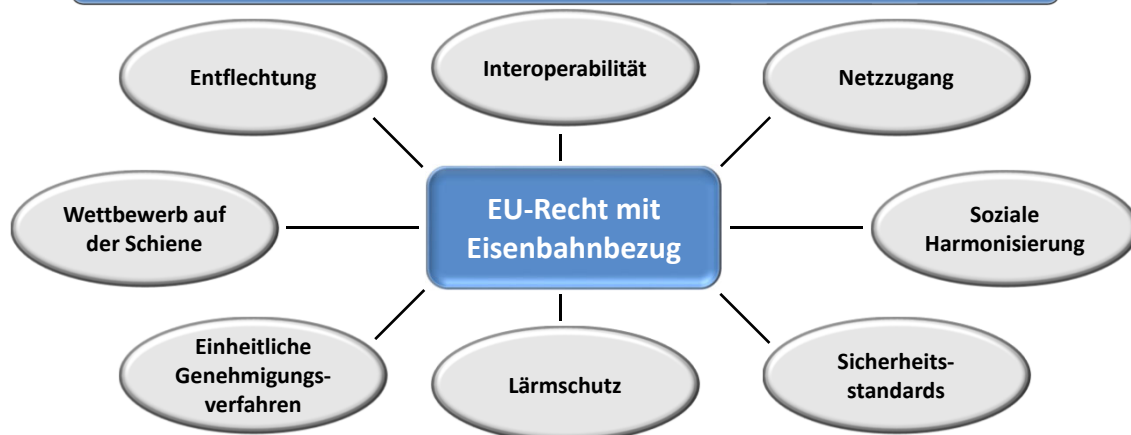 Entflechtung
Interoperabilität
Netzzugang
Wettbewerb auf
der Schiene
EU-Recht mit
Eisenbahnbezug
Soziale
Harmonisierung
Einheitliche
Genehmigungs-
verfahren
Lärmschutz
Sicherheits-
standards